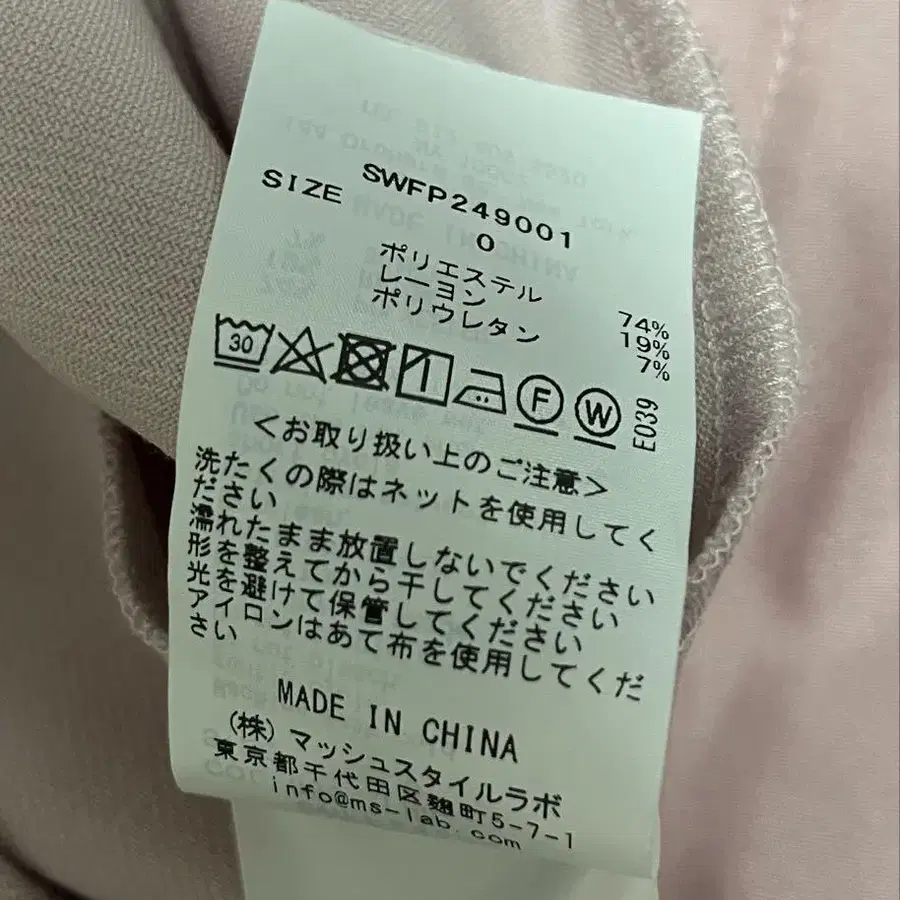 SWFP249001
SIZE 0
ポリエステル 74%
レーヨン 19%
ポリウレタン 7%
30 F W E039
<お取り扱い上のご注意>
洗たくの際はネットを使用してく
ださい
濡れたまま放置しないでください
形を整えてから干してください
光を避けて保管してください
アイロンはあて布を使用してくだ
さい
MADE IN CHINA
(株)マッシュスタイルラボ
東京都千代田区麹町5-7-1
info@ms-lab.com